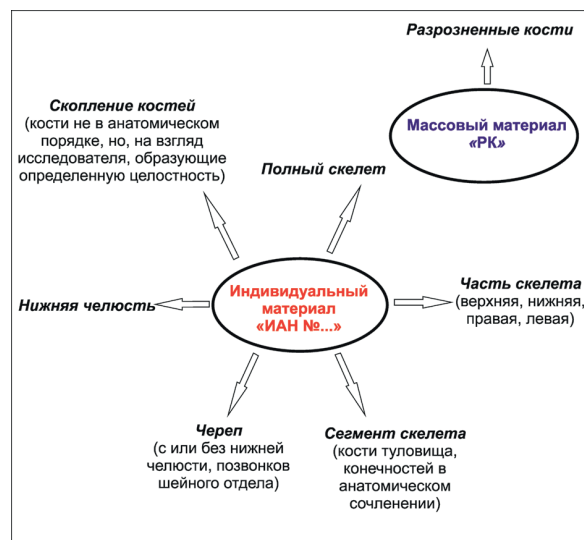 Разрозненные кости
Массовый материал
«РК»
Скопление костей
(кости не в анатомическом
порядке, но, на взгляд
исследователя, образующие
определенную целостность)
Полный скелет
Индивидуальный
материал
«ИАН №...»
Нижняя челюсть
Часть скелета
(верхняя, нижняя,
правая, левая)
Череп
(с или без нижней
челюсти, позвонков
шейного отдела)
Сегмент скелета
(кости туловища,
конечностей в
анатомическом
сочленении)